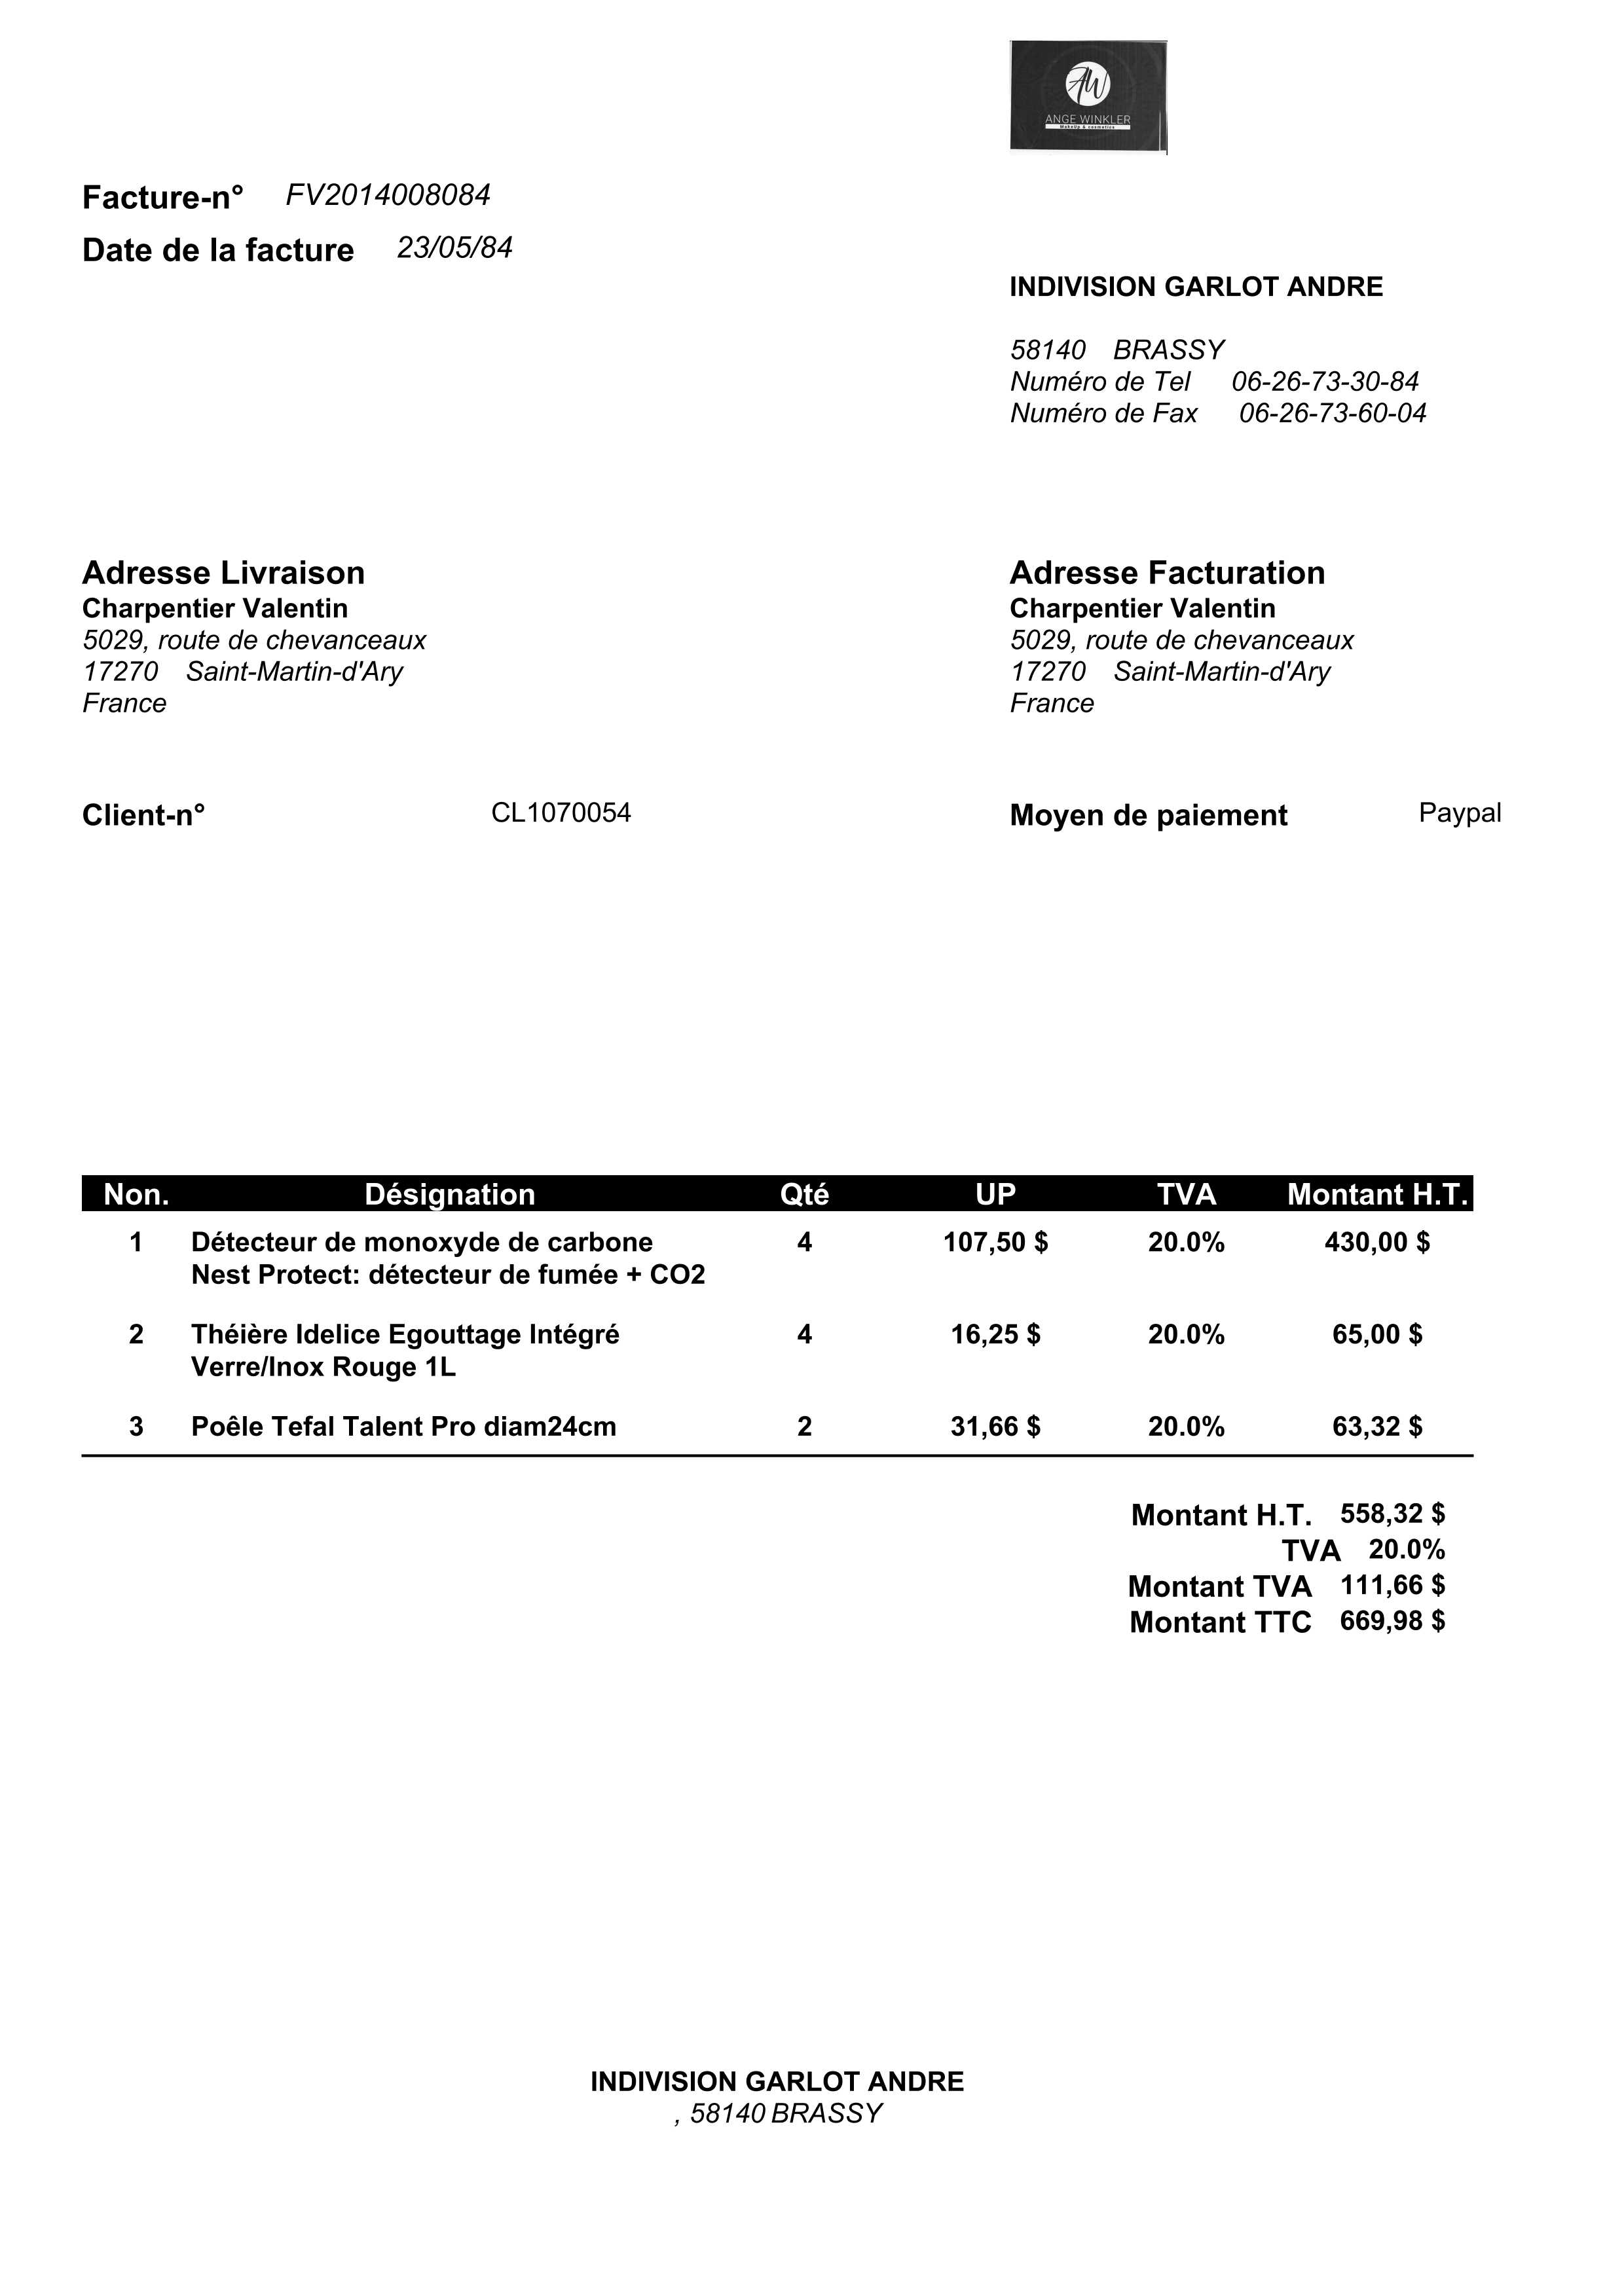 AW
ANGE WINKLER
MakeUp & cosmetics
Facture-n° FV2014008084
Date de la facture 23/05/84
INDIVISION GARLOT ANDRE
58140 BRASSY
Numéro de Tel 06-26-73-30-84
Numéro de Fax 06-26-73-60-04
Adresse Livraison
Charpentier Valentin
5029, route de chevanceaux
17270 Saint-Martin-d'Ary
France
Adresse Facturation
Charpentier Valentin
5029, route de chevanceaux
17270 Saint-Martin-d'Ary
France
Client-n° CL1070054
Moyen de paiement Paypal
Non. Désignation Qté UP TVA Montant H.T.
1 Détecteur de monoxyde de carbone 4 107,50 $ 20.0% 430,00 $
Nest Protect: détecteur de fumée + CO2
2 Théière Idelice Egouttage Intégré 4 16,25 $ 20.0% 65,00 $
Verre/Inox Rouge 1L
3 Poêle Tefal Talent Pro diam24cm 2 31,66 $ 20.0% 63,32 $
Montant H.T. 558,32 $
TVA 20.0%
Montant TVA 111,66 $
Montant TTC 669,98 $
INDIVISION GARLOT ANDRE
, 58140 BRASSY